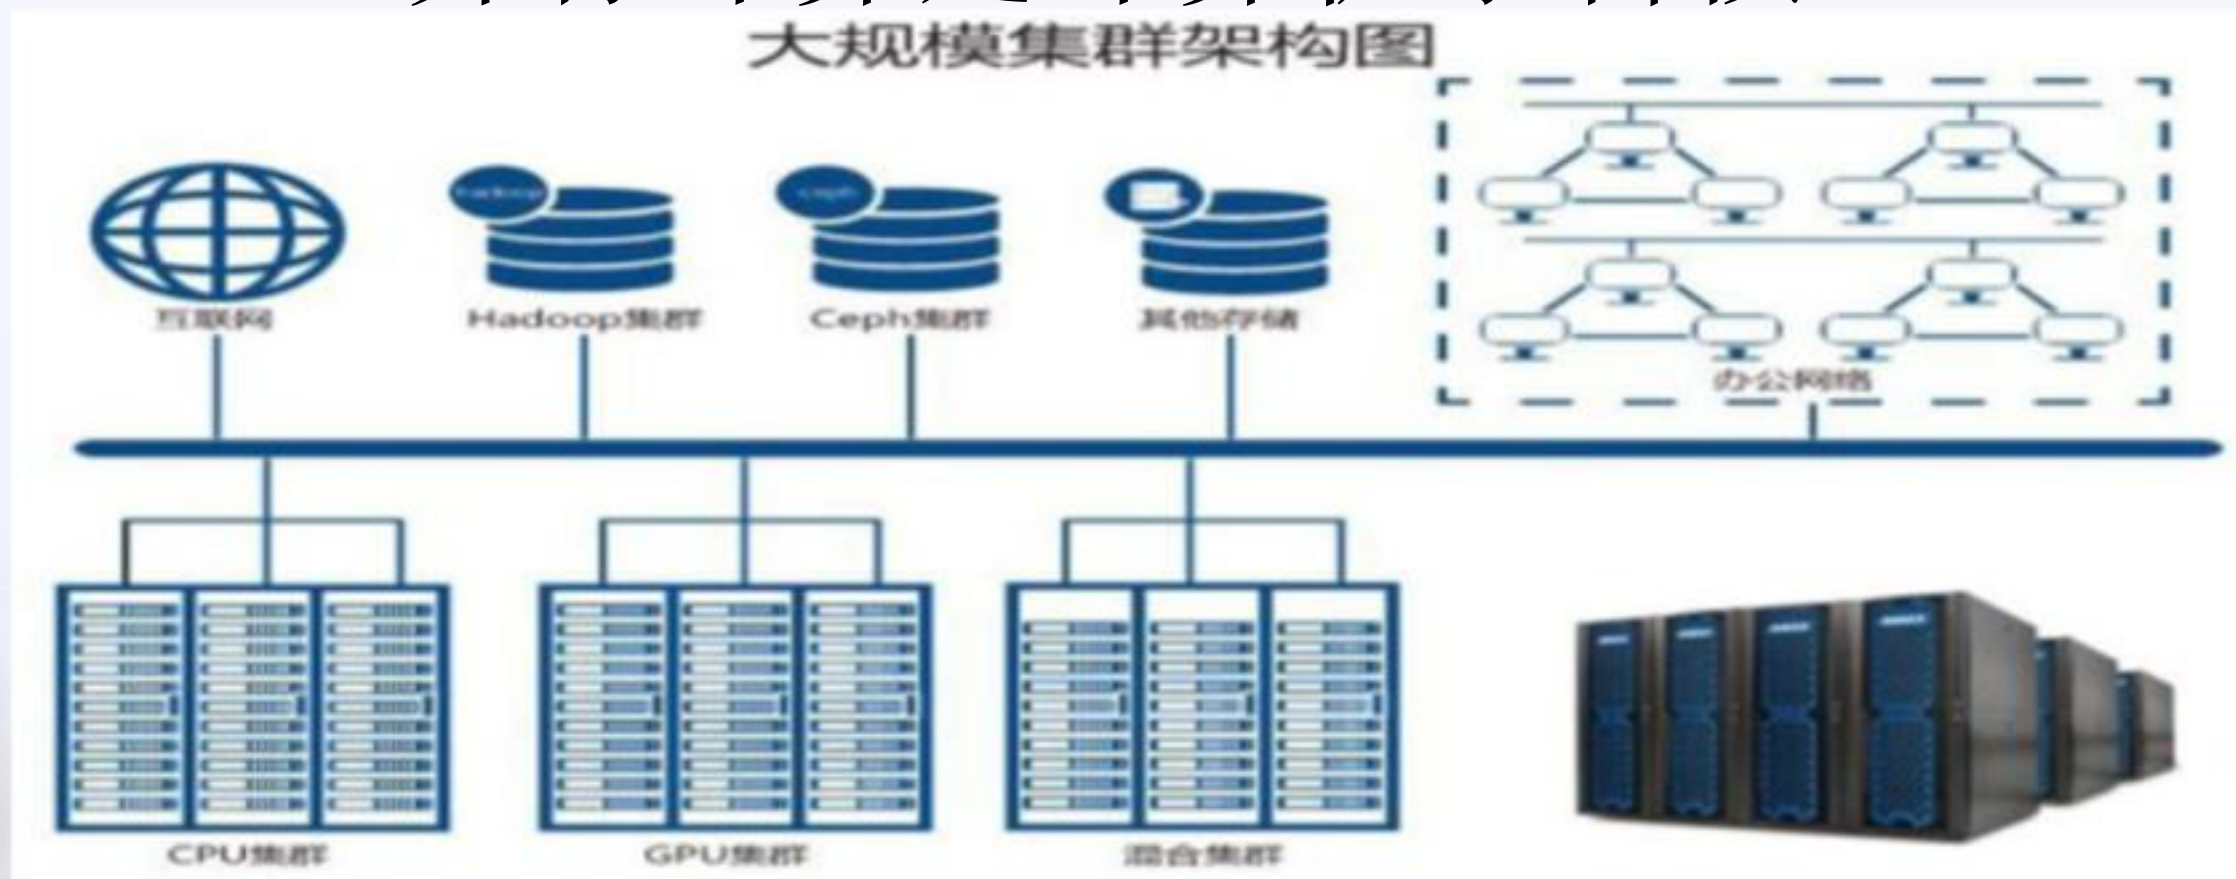 大规模集群架构图
hadoop
ceph
互联网
Hadoop集群
Ceph集群
其他存储
办公网络
CPU集群
GPU集群
混合集群